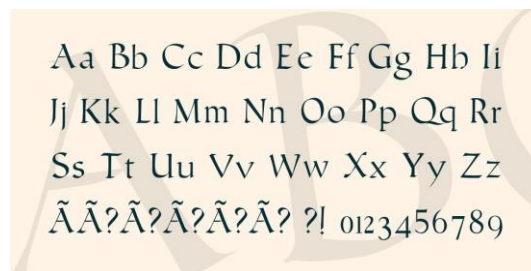 Aa Bb Cc Dd Ee Ff Gg Hh Ii
Jj Kk Ll Mm Nn Oo Pp Qq Rr
Ss Tt Uu Vv Ww Xx Yy Zz
ÃÃ?Ã?Ã?Ã?Ã? ?! 0123456789